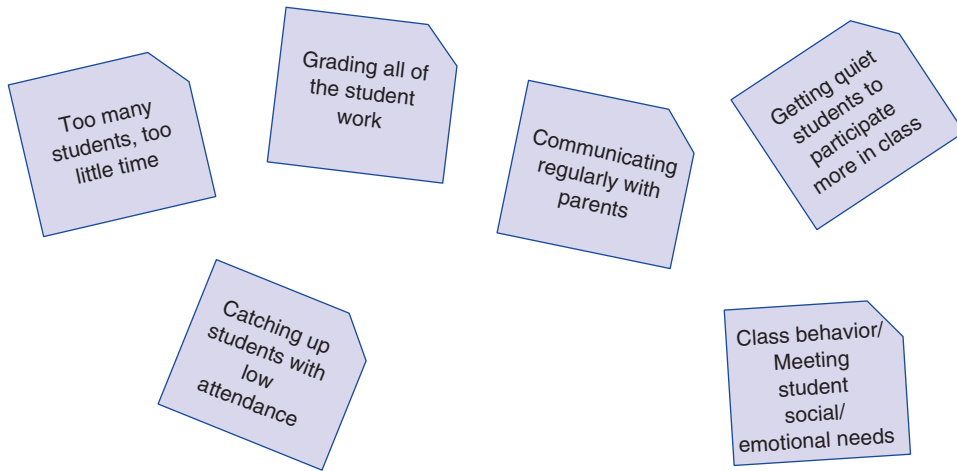 Too many
students, too
little time
Grading all of
the student
work
Communicating
regularly with
parents
Getting quiet
students to
participate
more in class
Catching up
students with
low
attendance
Class behavior/
Meeting
student
social/
emotional needs